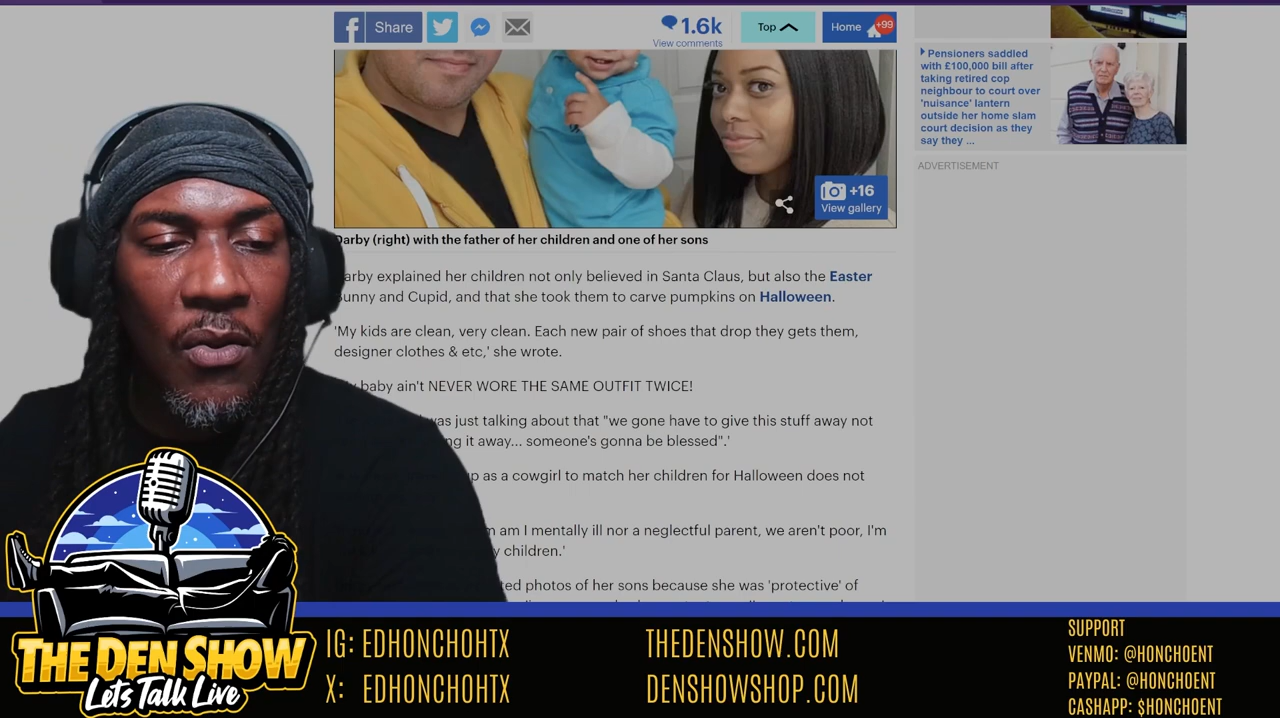 Share
1.6k
View comments
Top
Home
+99
Pensioners saddled
with £100,000 bill after
taking retired cop
neighbour to court over
'nuisance' lantern
outside her home slam
court decision as they
say they ...
ADVERTISEMENT
+16
View gallery
Darby (right) with the father of her children and one of her sons
arby explained her children not only believed in Santa Claus, but also the Easter
unny and Cupid, and that she took them to carve pumpkins on Halloween.
'My kids are clean, very clean. Each new pair of shoes that drop they gets them,
designer clothes & etc,' she wrote.
baby ain't NEVER WORE THE SAME OUTFIT TWICE!
was just talking about that "we gone have to give this stuff away not
ng it away... someone's gonna be blessed".'
p as a cowgirl to match her children for Halloween does not
m am I mentally ill nor a neglectful parent, we aren't poor, I'm
y children.'
ted photos of her sons because she was 'protective' of
THE DEN SHOW
Lets Talk Live
IG: EDHONCHOHTX
X: EDHONCHOHTX
THEDENSHOW.COM
DENSHOWSHOP.COM
SUPPORT
VENMO: @HONCHOENT
PAYPAL: @HONCHOENT
CASHAPP: $HONCHOENT